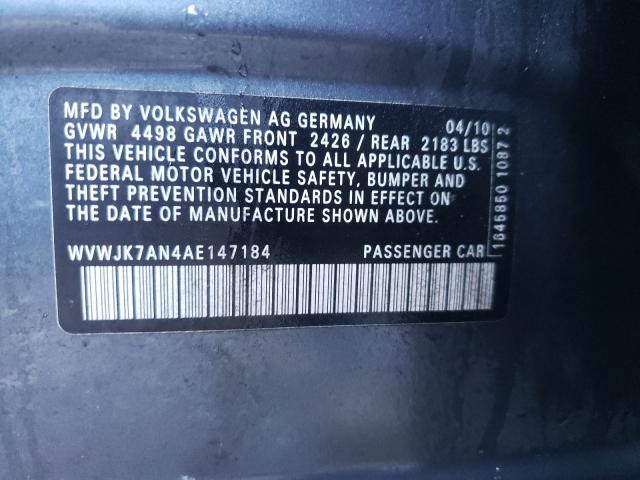 MFD BY VOLKSWAGEN AG GERMANY 04/10
GVWR 4498 GAWR FRONT 2426 / REAR 2183 LBS
THIS VEHICLE CONFORMS TO ALL APPLICABLE U.S.
FEDERAL MOTOR VEHICLE SAFETY, BUMPER AND
THEFT PREVENTION STANDARDS IN EFFECT ON
THE DATE OF MANUFACTURE SHOWN ABOVE.
WVWJK7AN4AE147184 PASSENGER CAR
1645850 1087 2